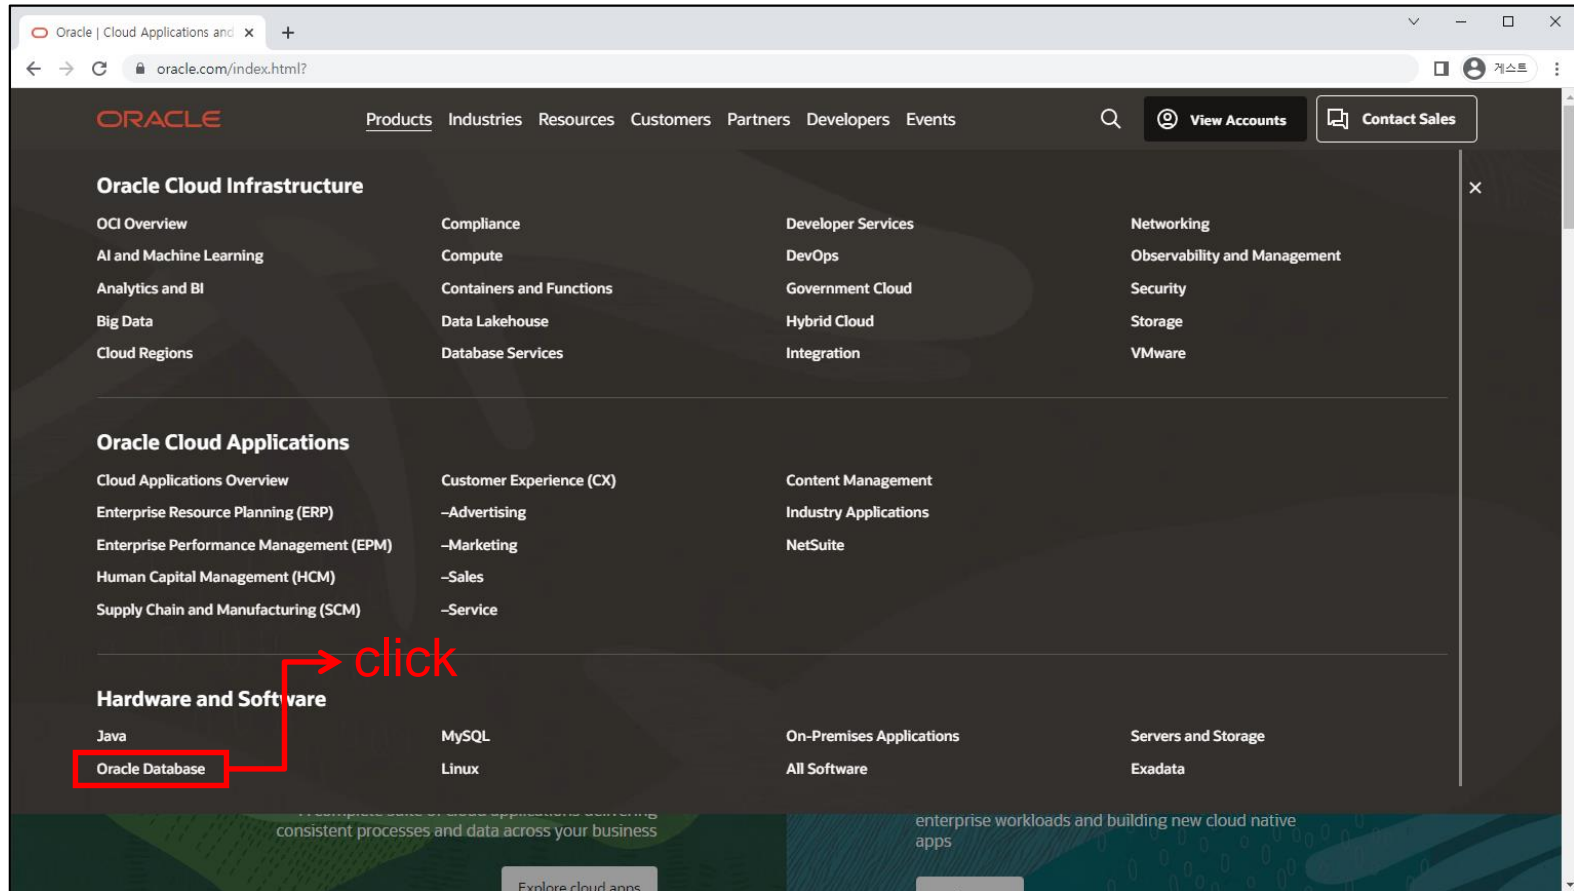 Oracle | Cloud Applications and
oracle.com/index.html?
게스트
ORACLE
Products Industries Resources Customers Partners Developers Events
View Accounts
Contact Sales
Oracle Cloud Infrastructure
OCI Overview Compliance Developer Services Networking
AI and Machine Learning Compute DevOps Observability and Management
Analytics and BI Containers and Functions Government Cloud Security
Big Data Data Lakehouse Hybrid Cloud Storage
Cloud Regions Database Services Integration VMware
Oracle Cloud Applications
Cloud Applications Overview Customer Experience (CX) Content Management
Enterprise Resource Planning (ERP) –Advertising Industry Applications
Enterprise Performance Management (EPM) –Marketing NetSuite
Human Capital Management (HCM) –Sales
Supply Chain and Manufacturing (SCM) –Service
click
Hardware and Software
Java MySQL On-Premises Applications Servers and Storage
Oracle Database Linux All Software Exadata
A complete suite of cloud applications delivering
consistent processes and data across your business
enterprise workloads and building new cloud native
apps
Explore cloud apps